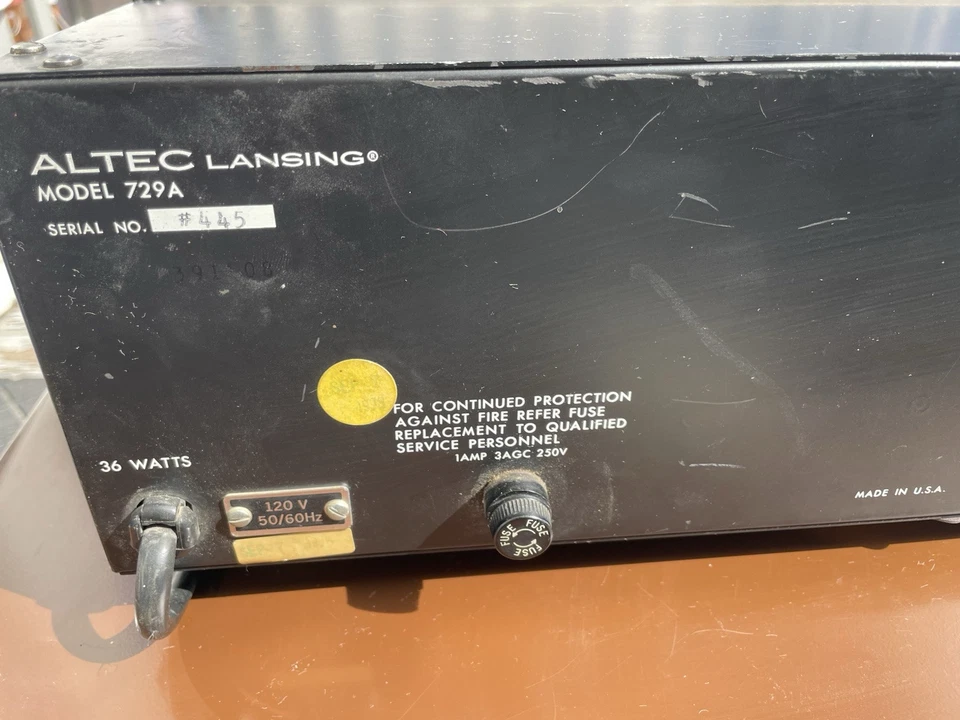 ALTEC LANSING®
MODEL 729A
SERIAL NO. #445
FOR CONTINUED PROTECTION
AGAINST FIRE REFER FUSE
REPLACEMENT TO QUALIFIED
SERVICE PERSONNEL
1AMP 3AGC 250V
36 WATTS
120 V
50/60Hz
FUSE FUSE FUSE
MADE IN U.S.A.